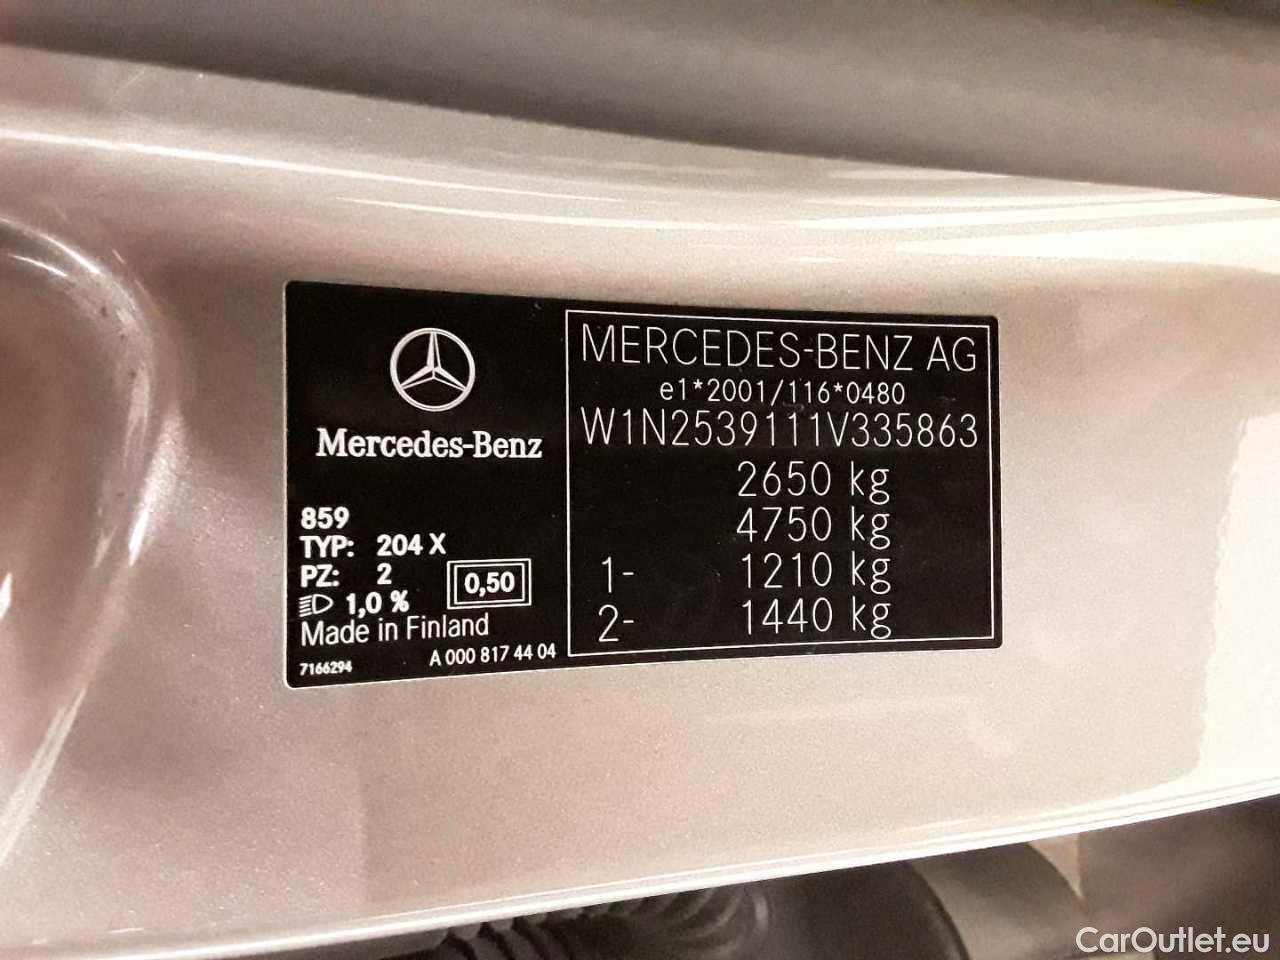 Mercedes-Benz
859
TYP: 204 X
PZ: 2
1,0 %
0,50
Made in Finland
7166294
A 000 817 44 04
MERCEDES-BENZ AG
e1*2001/116*0480
W1N2539111V335863
2650 kg
4750 kg
1- 1210 kg
2- 1440 kg
CarOutlet.eu